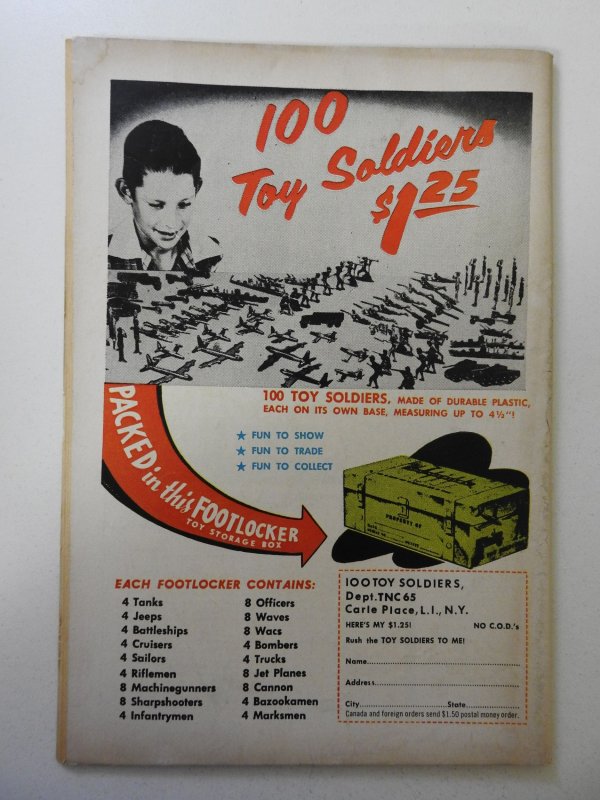 100
Toy Soldiers
$1.25
100 TOY SOLDIERS, MADE OF DURABLE PLASTIC,
EACH ON ITS OWN BASE, MEASURING UP TO 4½"!
PACKED in this FOOTLOCKER
TOY STORAGE BOX
★ FUN TO SHOW
★ FUN TO TRADE
★ FUN TO COLLECT
PROPERTY OF
EACH FOOTLOCKER CONTAINS:
4 Tanks
4 Jeeps
4 Battleships
4 Cruisers
4 Sailors
4 Riflemen
8 Machinegunners
8 Sharpshooters
4 Infantrymen
8 Officers
8 Waves
8 Wacs
4 Bombers
4 Trucks
8 Jet Planes
8 Cannon
4 Bazookamen
4 Marksmen
100 TOY SOLDIERS,
Dept. TNC65
Carle Place, L.I., N.Y.
HERE'S MY $1.25! NO C.O.D.'s
Rush the TOY SOLDIERS TO ME!
Name
Address
City State
Canada and foreign orders send $1.50 postal money order.